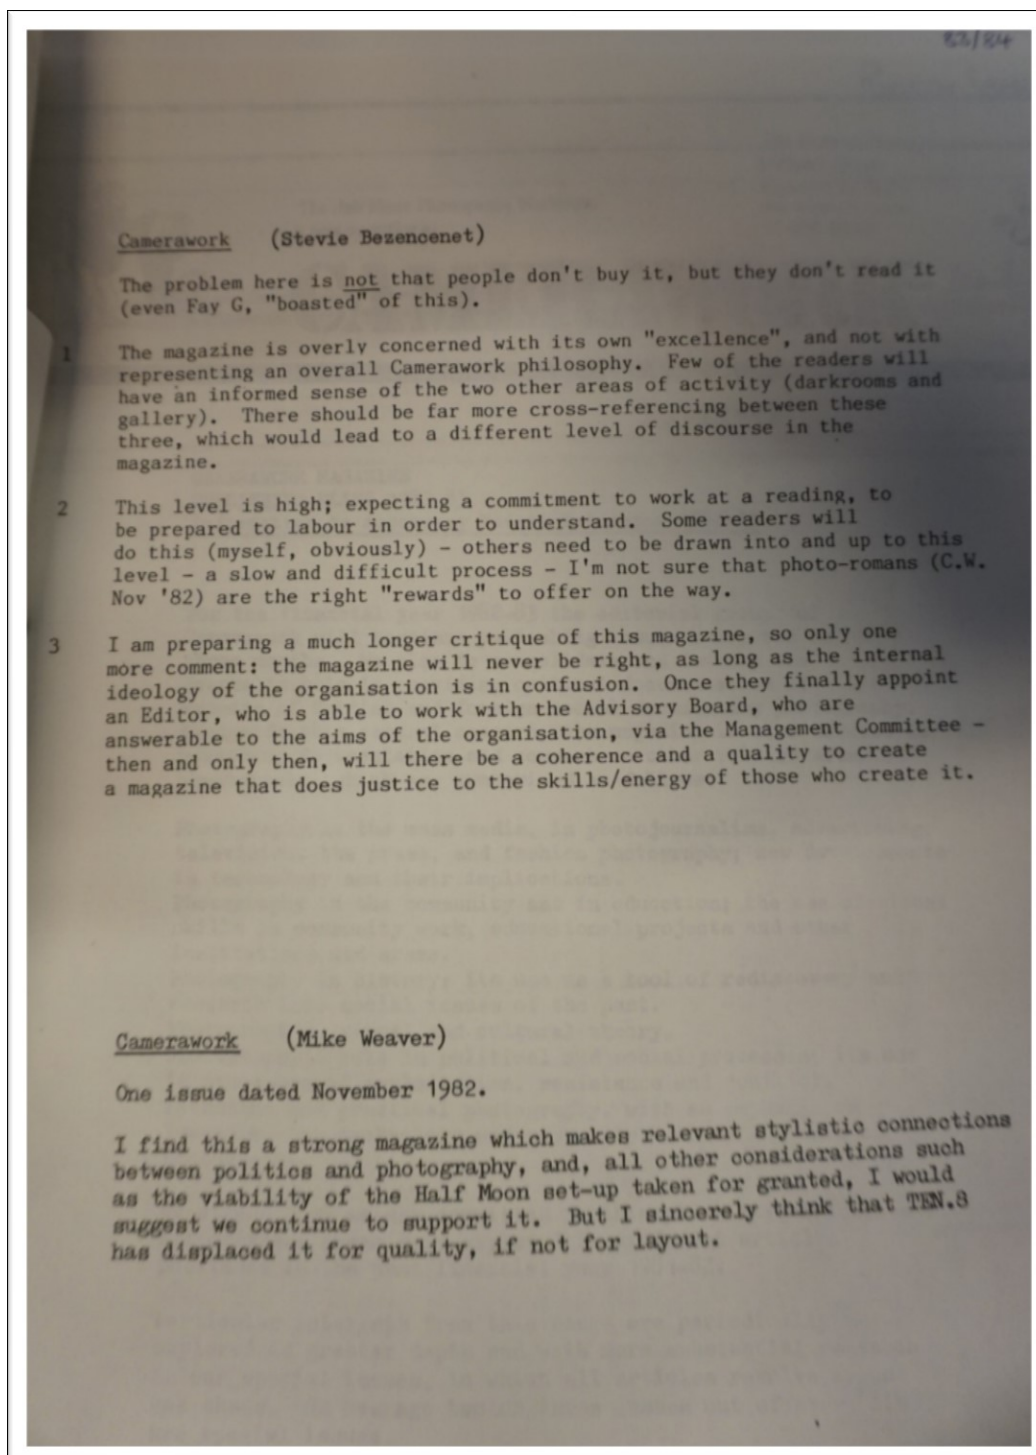 83/84
Camerawork (Stevie Bezencenet)
The problem here is not that people don't buy it, but they don't read it
(even Fay G, "boasted" of this).
1 The magazine is overly concerned with its own "excellence", and not with
representing an overall Camerawork philosophy. Few of the readers will
have an informed sense of the two other areas of activity (darkrooms and
gallery). There should be far more cross-referencing between these
three, which would lead to a different level of discourse in the
magazine.
2 This level is high; expecting a commitment to work at a reading, to
be prepared to labour in order to understand. Some readers will
do this (myself, obviously) - others need to be drawn into and up to this
level - a slow and difficult process - I'm not sure that photo-romans (C.W.
Nov '82) are the right "rewards" to offer on the way.
3 I am preparing a much longer critique of this magazine, so only one
more comment: the magazine will never be right, as long as the internal
ideology of the organisation is in confusion. Once they finally appoint
an Editor, who is able to work with the Advisory Board, who are
answerable to the aims of the organisation, via the Management Committee -
then and only then, will there be a coherence and a quality to create
a magazine that does justice to the skills/energy of those who create it.
Camerawork (Mike Weaver)
One issue dated November 1982.
I find this a strong magazine which makes relevant stylistic connections
between politics and photography, and, all other considerations such
as the viability of the Half Moon set-up taken for granted, I would
suggest we continue to support it. But I sincerely think that TEN.8
has displaced it for quality, if not for layout.